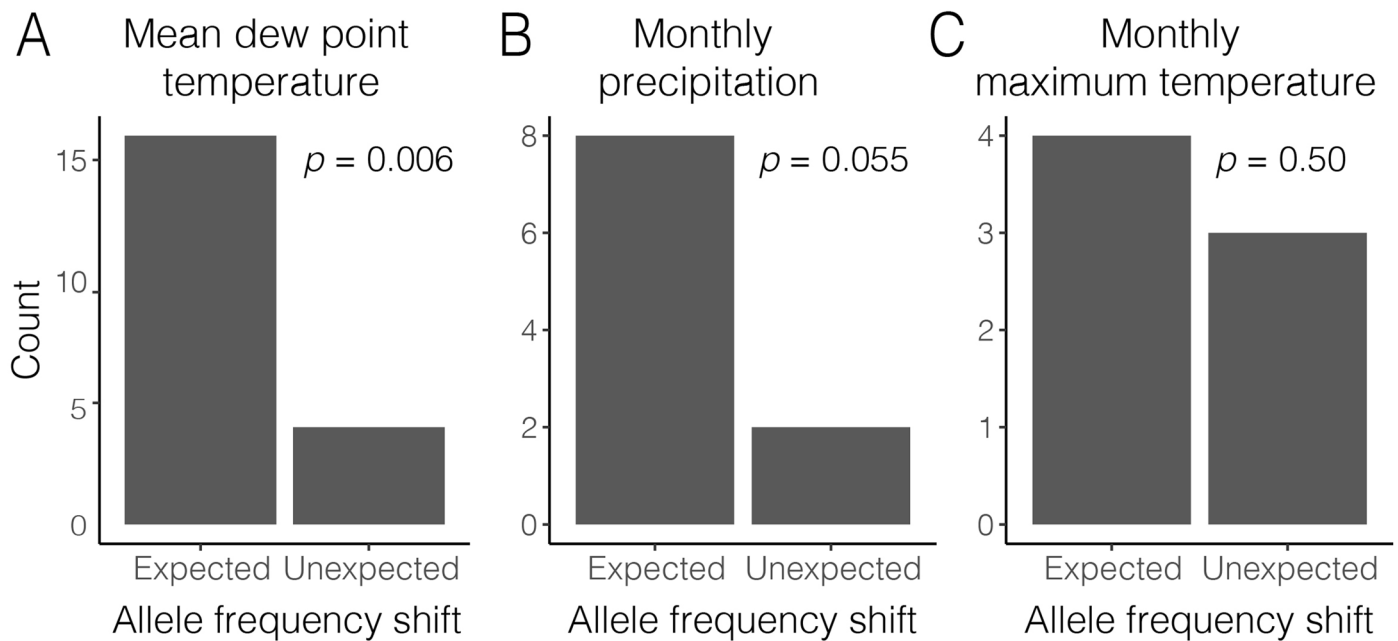 A
Mean dew point
temperature
15
10
5
0
Count
p = 0.006
Expected Unexpected
Allele frequency shift
B
Monthly
precipitation
8
6
4
2
0
p = 0.055
Expected Unexpected
Allele frequency shift
C
Monthly
maximum temperature
4
3
2
1
0
p = 0.50
Expected Unexpected
Allele frequency shift